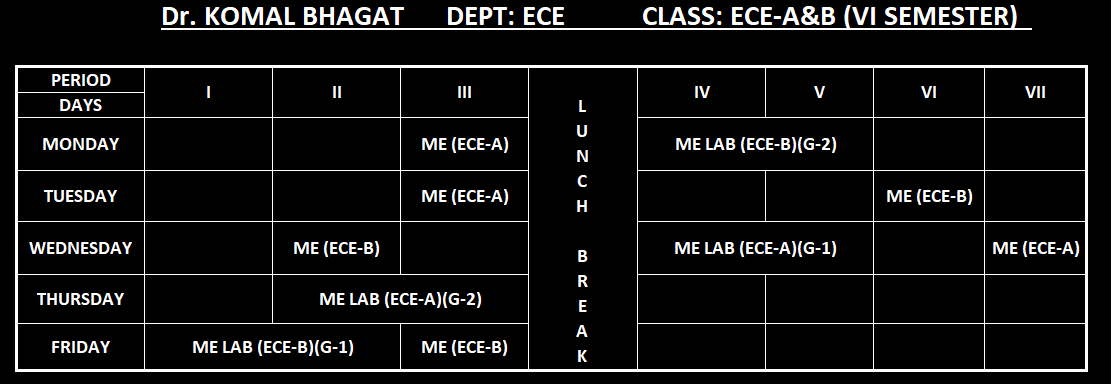 Dr. KOMAL BHAGAT DEPT: ECE CLASS: ECE-A&B (VI SEMESTER)
PERIOD
DAYS
I II III LUNCH BREAK IV V VI VII
MONDAY ME (ECE-A) ME LAB (ECE-B)(G-2)
TUESDAY ME (ECE-A) ME (ECE-B)
WEDNESDAY ME (ECE-B) ME LAB (ECE-A)(G-1) ME (ECE-A)
THURSDAY ME LAB (ECE-A)(G-2)
FRIDAY ME LAB (ECE-B)(G-1) ME (ECE-B)